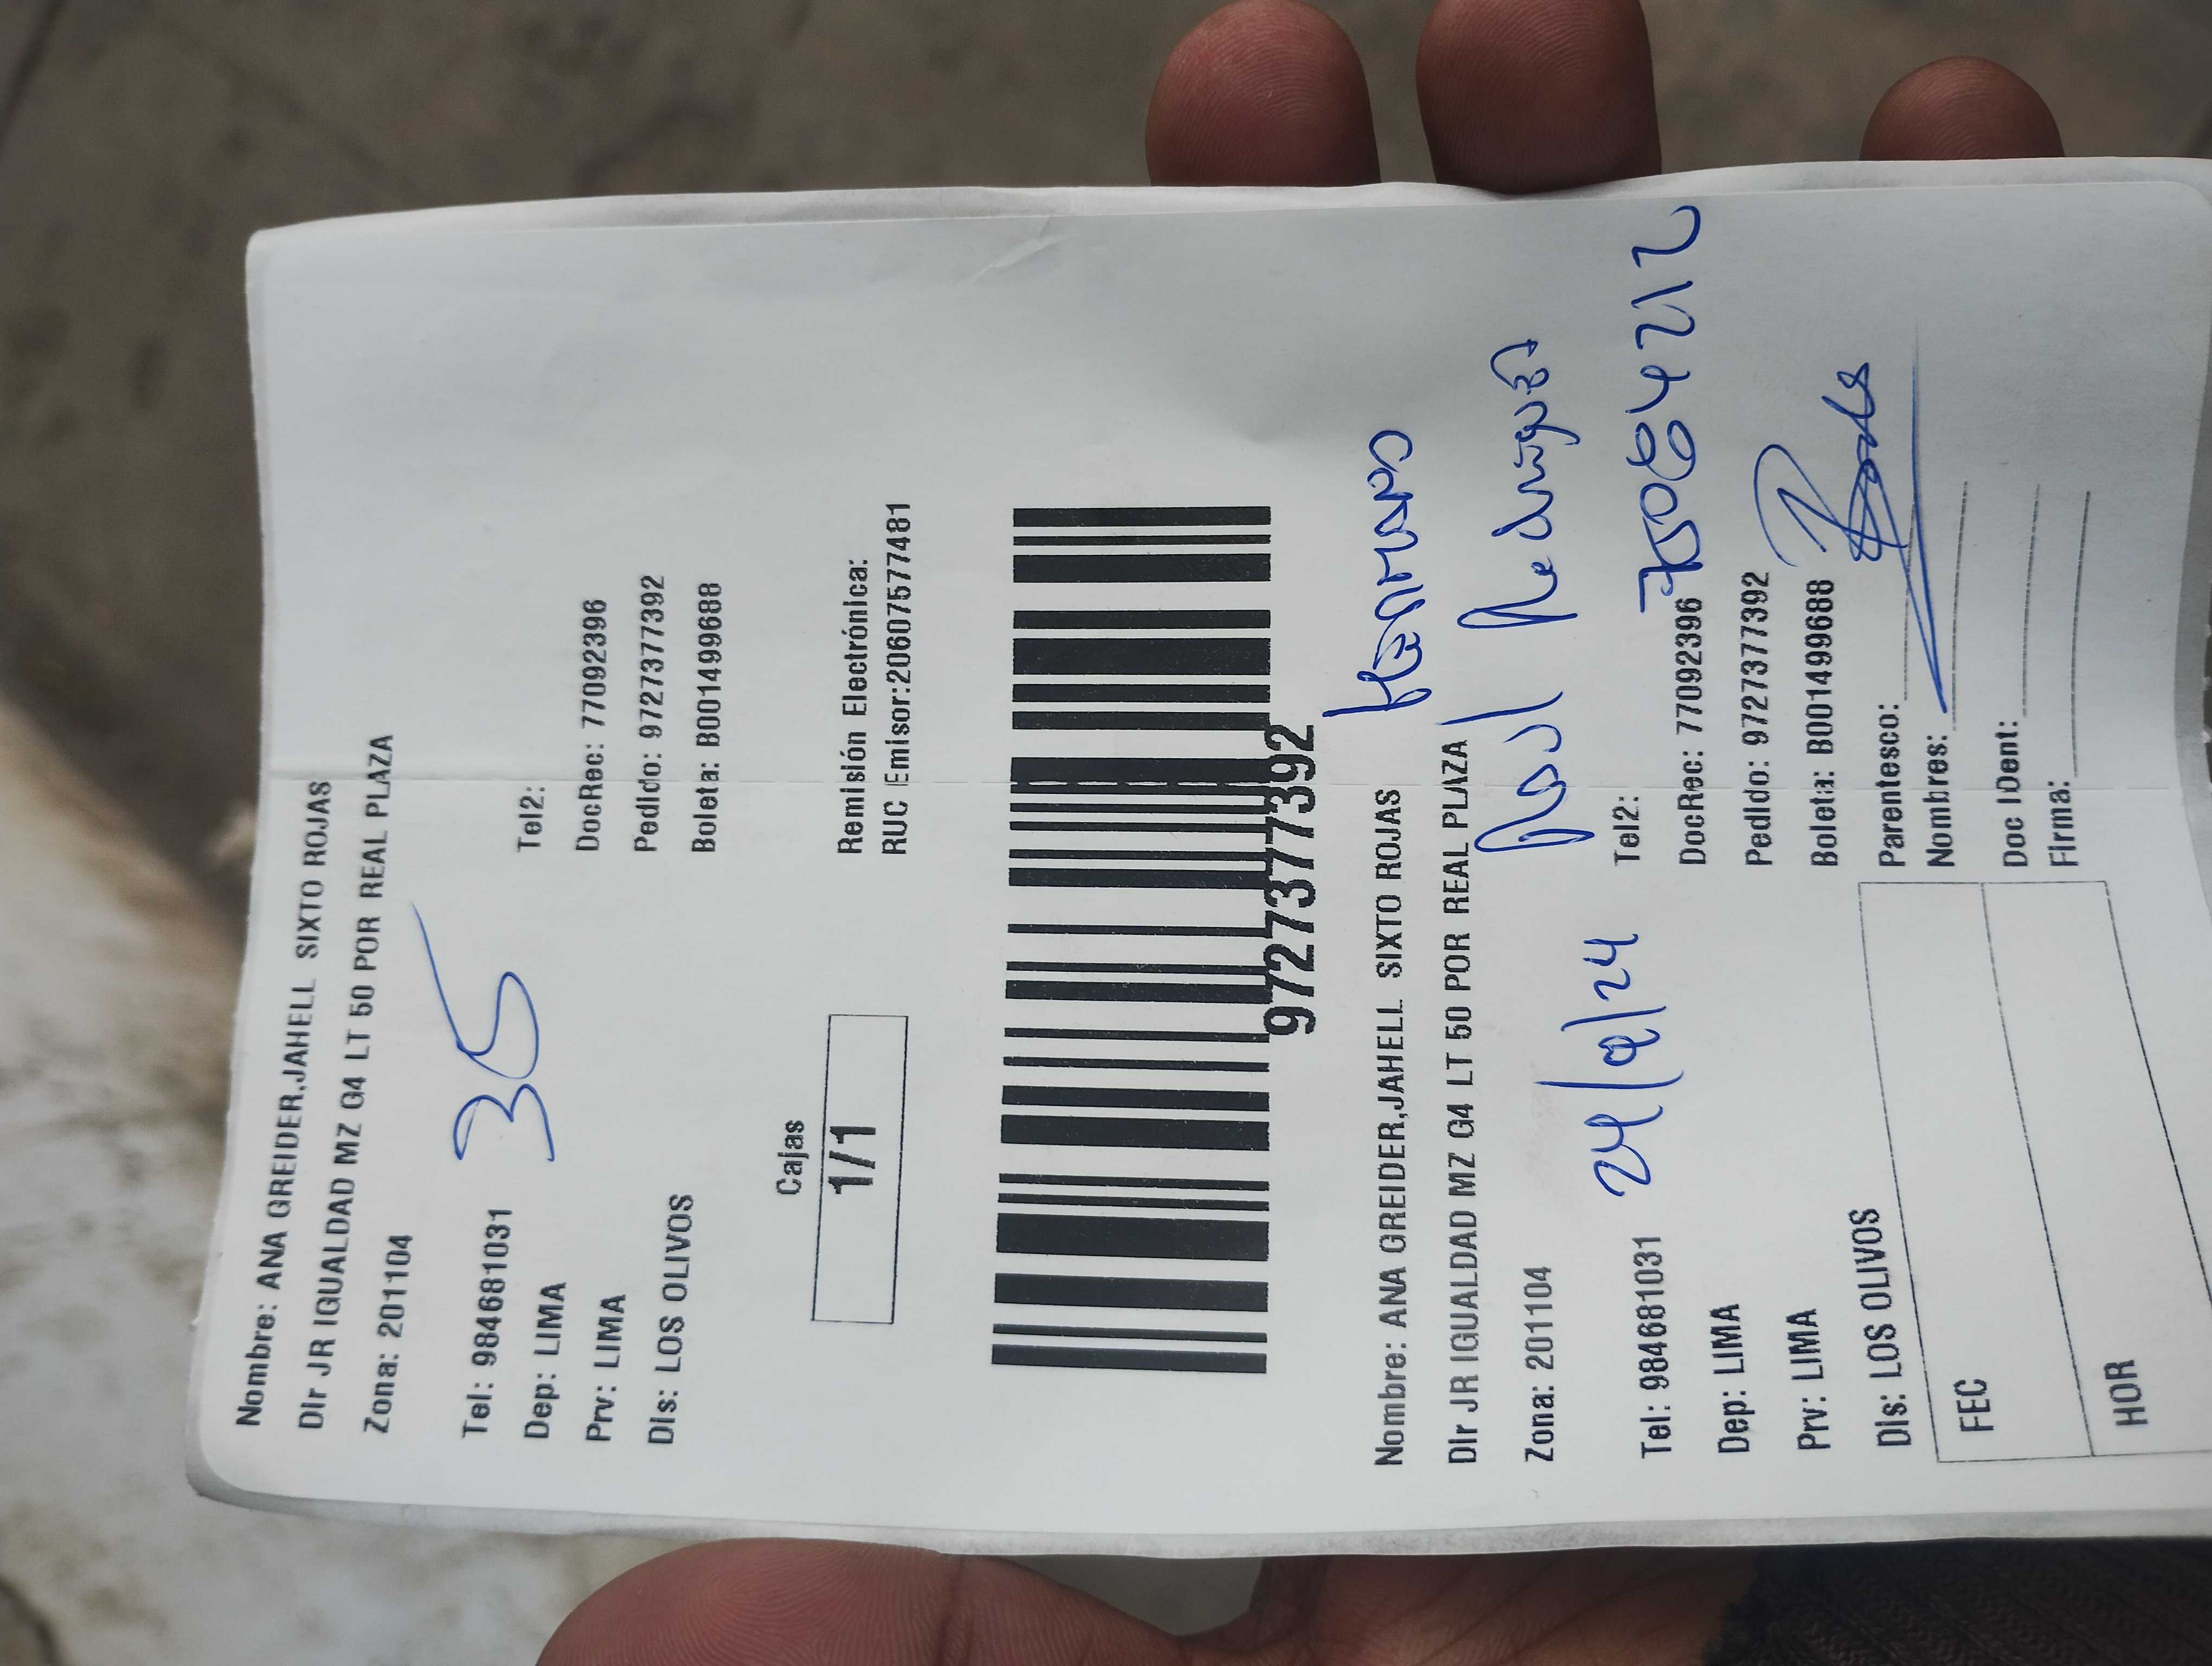 Nombre: ANA GREIDER,JAHELL SIXTO ROJAS
Dir JR IGUALDAD MZ G4 LT 50 POR REAL PLAZA
Zona: 201104
35
Tel: 984681031 Tel2:
Dep: LIMA DocRec: 77092396
Prv: LIMA Pedido: 9727377392
Dis: LOS OLIVOS Boleta: B001499688
Cajas
1/1
Remisión Electrónica:
RUC Emisor:20607577481
9727377392
Hermano
Nombre: ANA GREIDER,JAHELL SIXTO ROJAS
Dir JR IGUALDAD MZ G4 LT 50 POR REAL PLAZA
Raul
Zona: 201104
Tel: 984681031 Tel2:
Dep: LIMA DocRec: 77092396
Prv: LIMA Pedido: 9727377392
Dis: LOS OLIVOS Boleta: B001499688
Parentesco:
FEC Nombres:
Doc IDent:
HOR Firma: